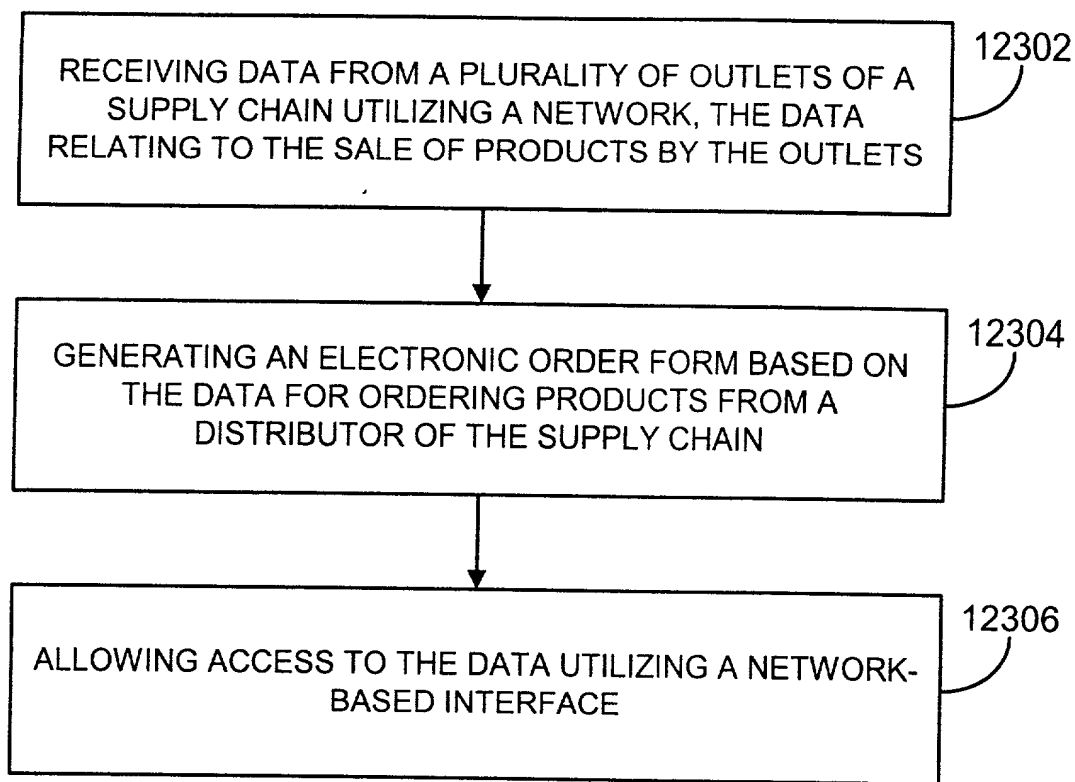 12302
RECEIVING DATA FROM A PLURALITY OF OUTLETS OF A
SUPPLY CHAIN UTILIZING A NETWORK, THE DATA
RELATING TO THE SALE OF PRODUCTS BY THE OUTLETS
12304
GENERATING AN ELECTRONIC ORDER FORM BASED ON
THE DATA FOR ORDERING PRODUCTS FROM A
DISTRIBUTOR OF THE SUPPLY CHAIN
12306
ALLOWING ACCESS TO THE DATA UTILIZING A NETWORK-
BASED INTERFACE